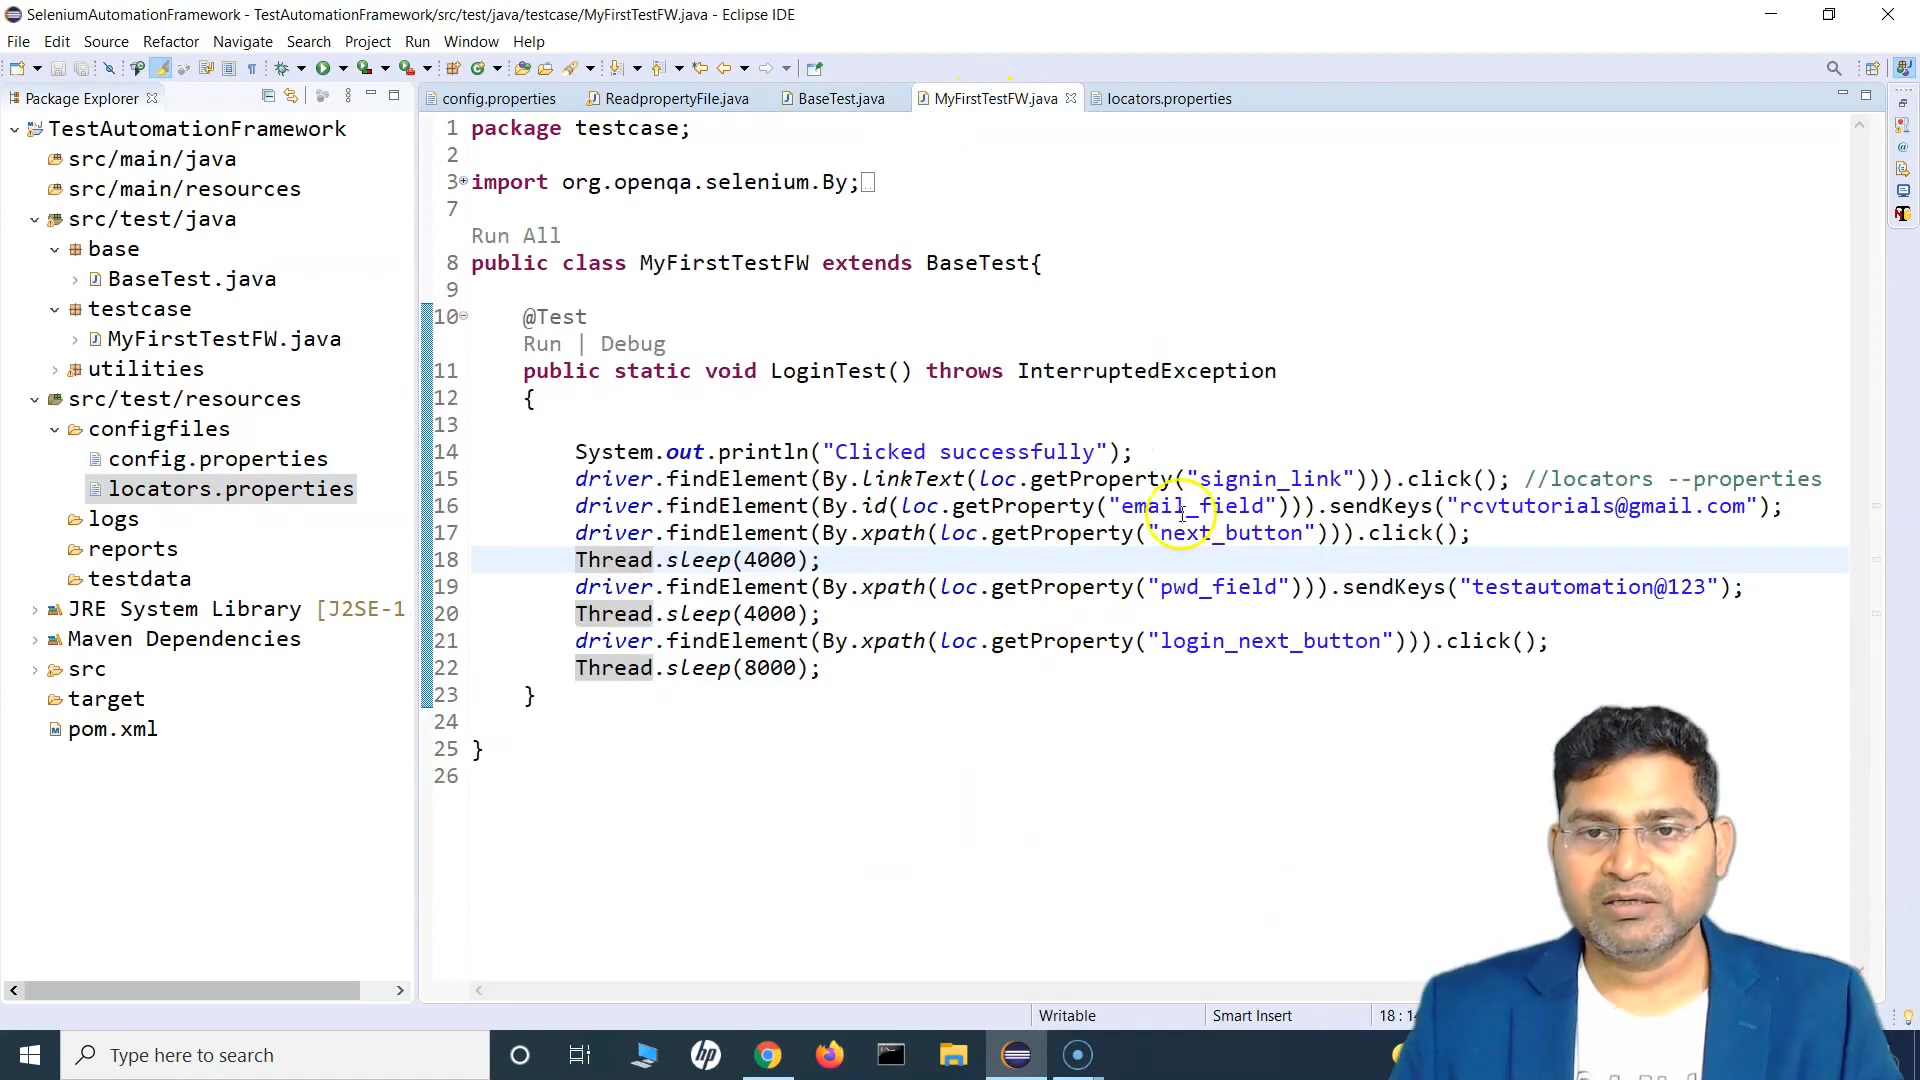 SeleniumAutomationFramework - TestAutomationFramework/src/test/java/testcase/MyFirstTestFW.java - Eclipse IDE
File Edit Source Refactor Navigate Search Project Run Window Help
Package Explorer
config.properties ReadpropertyFile.java BaseTest.java MyFirstTestFW.java locators.properties
TestAutomationFramework
src/main/java
src/main/resources
src/test/java
base
BaseTest.java
testcase
MyFirstTestFW.java
utilities
src/test/resources
configfiles
config.properties
locators.properties
logs
reports
testdata
JRE System Library [J2SE-1.
Maven Dependencies
src
target
pom.xml
1 package testcase;
2
3 import org.openqa.selenium.By;
7
Run All
8 public class MyFirstTestFW extends BaseTest{
9
10 @Test
Run | Debug
11 public static void LoginTest() throws InterruptedException
12 {
13
14 System.out.println("Clicked successfully");
15 driver.findElement(By.linkText(loc.getProperty("signin_link"))).click(); //locators --properties
16 driver.findElement(By.id(loc.getProperty("email_field"))).sendKeys("rcvtutorials@gmail.com");
17 driver.findElement(By.xpath(loc.getProperty("next_button"))).click();
18 Thread.sleep(4000);
19 driver.findElement(By.xpath(loc.getProperty("pwd_field"))).sendKeys("testautomation@123");
20 Thread.sleep(4000);
21 driver.findElement(By.xpath(loc.getProperty("login_next_button"))).click();
22 Thread.sleep(8000);
23 }
24
25 }
26
Writable Smart Insert
Type here to search
hp